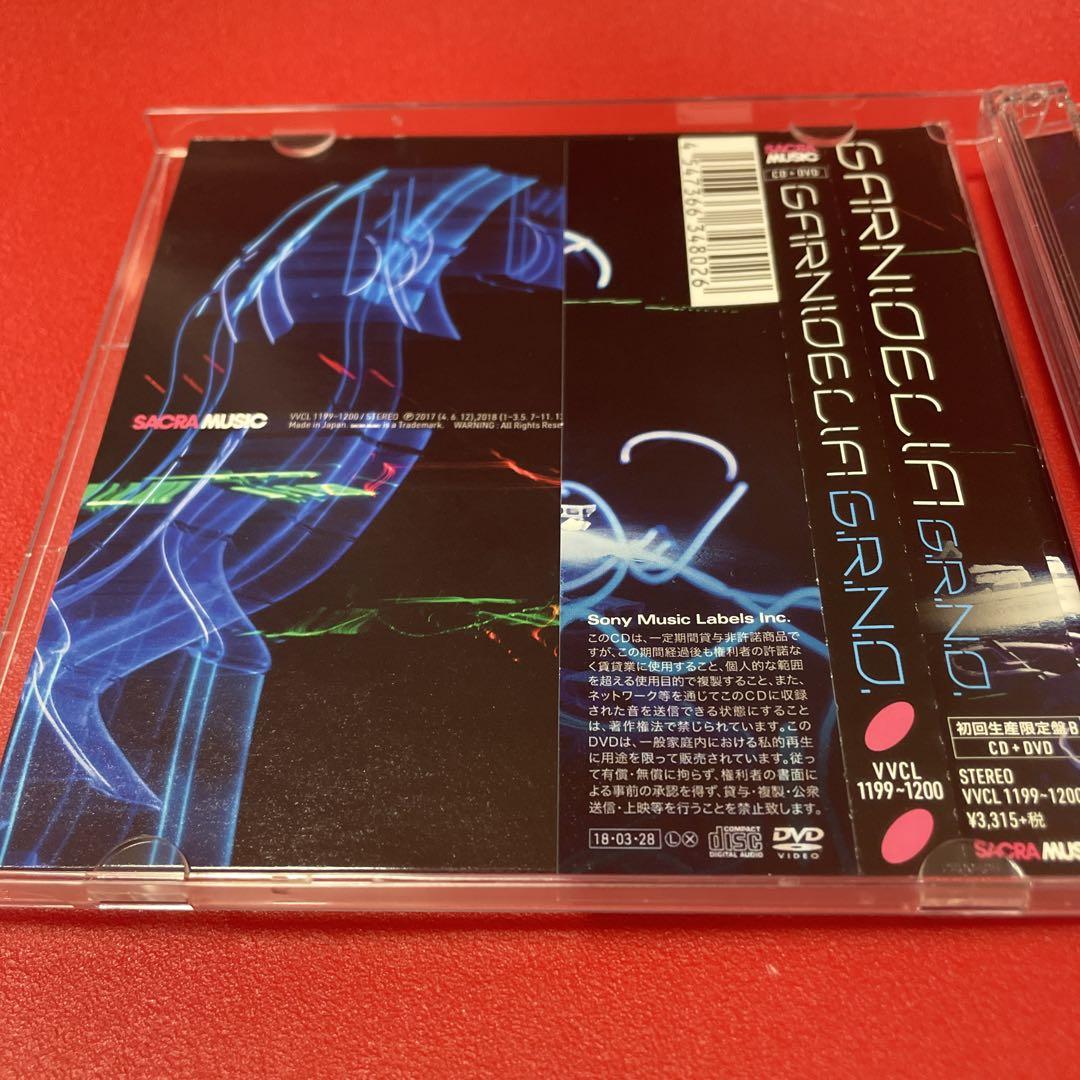 SACRA MUSIC
VVCL 1199~1200 / STEREO ℗2017 (4. 6. 12),2018 (1~3.5. 7~11. 1
Made in Japan. is a Trademark. WARNING : All Rights Rese
4547366348026
SACRA
MUSIC
CD+DVD
GARNiDELiA G.R.N.D.
VVCL
1199~1200
Sony Music Labels Inc.
このCDは、一定期間貸与非許諾商品で
すが、この期間経過後も権利者の許諾な
く賃貸業に使用すること、個人的な範囲
を超える使用目的で複製すること、また、
ネットワーク等を通じてこのCDに収録
された音を送信できる状態にすること
は、著作権法で禁じられています。この
DVDは、一般家庭内における私的再生
に用途を限って販売されています。従っ
て有償・無償に拘らず、権利者の書面に
よる事前の承認を得ず、貸与・複製・公衆
送信・上映等を行うことを禁止致します。
18・03・28 Ⓛ Ⓧ COMPACT disc DIGITAL AUDIO DVD VIDEO
GARNiDELiA G.R.N.D.
初回生産限定盤B
CD+DVD
STEREO
VVCL 1199~1200
¥3,315+税
SACRA MUS